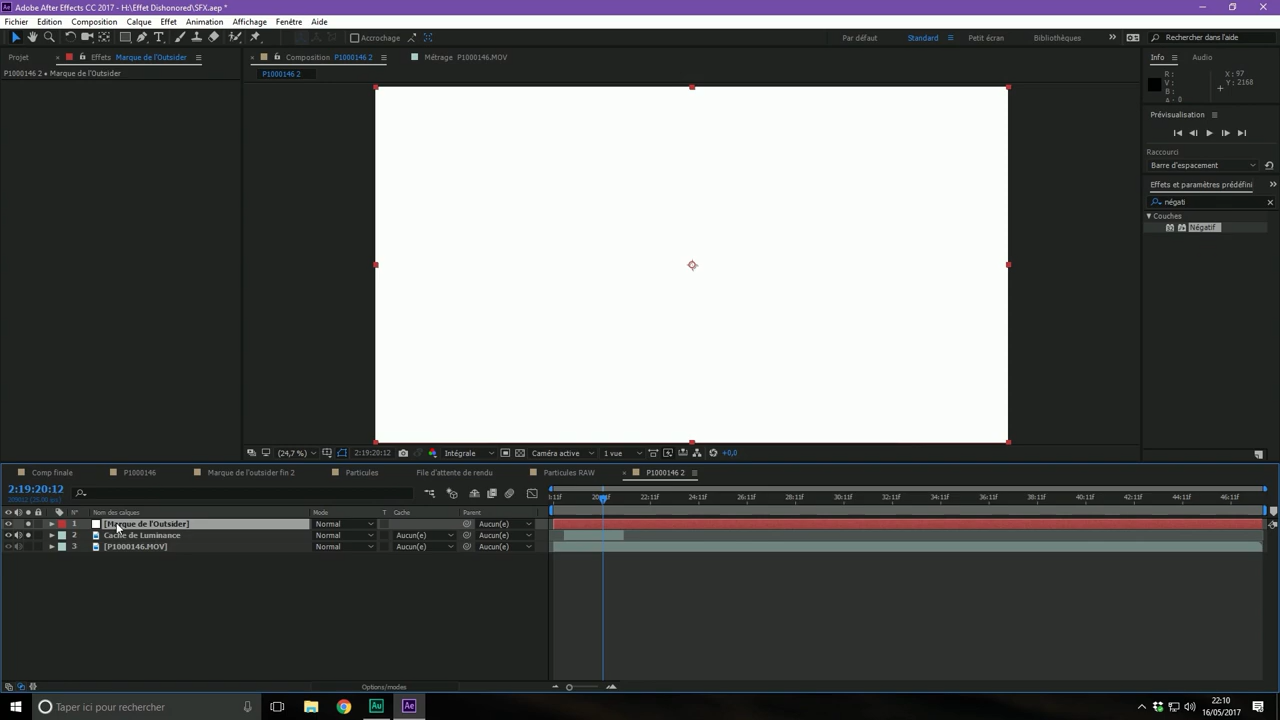 Adobe After Effects CC 2017 - H:\Effet Dishonored\SFX.aep *
Fichier Edition Composition Calque Effet Animation Affichage Fenêtre Aide
Accrochage Par défaut Standard Petit écran Bibliothèques Rechercher dans l'aide
Projet Effets Marque de l'Outsider Composition P1000146 2 Métrage P1000146.MOV Info Audio
P1000146 2 • Marque de l'Outsider P1000146 2
R : X : 97
V : Y : 2168
B :
A : 0
Prévisualisation
Raccourci
Barre d'espacement
Effets et paramètres prédéfini
négati
Couches
Négatif
(24,7 %) 2:19:20:12 Intégrale Caméra active 1 vue +0,0
Comp finale P1000146 Marque de l'outsider fin 2 Particules File d'attente de rendu Particules RAW P1000146 2
2:19:20:12
N° Nom des calques Mode T Cache Parent
1 [Marque de l'Outsider] Normal Aucun(e)
2 Cache de Luminance Normal Aucun(e) Aucun(e)
3 [P1000146.MOV] Normal Aucun(e) Aucun(e)
22:11f 24:11f 26:11f 28:11f 30:11f 32:11f 34:11f 36:11f 38:11f 40:11f 42:11f 44:11f 46:11f
Options/modes
Taper ici pour rechercher Au Ae 22:10
16/05/2017